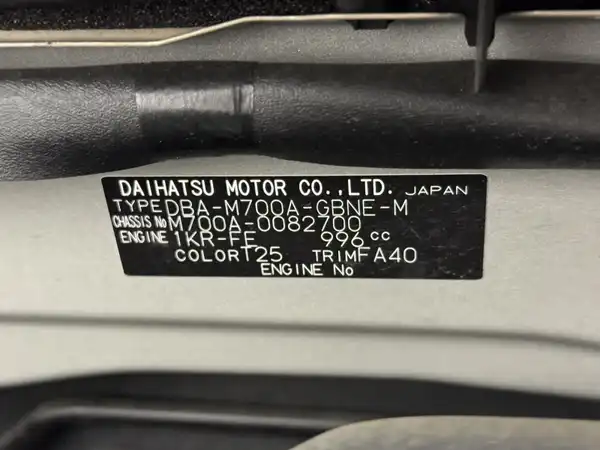 DAIHATSU MOTOR CO.,LTD. JAPAN
TYPE DBA-M700A-GBNE-M
CHASSIS No M700A-0082700
ENGINE 1KR-FE 996 cc
COLOR T25 TRIM FA40
ENGINE No